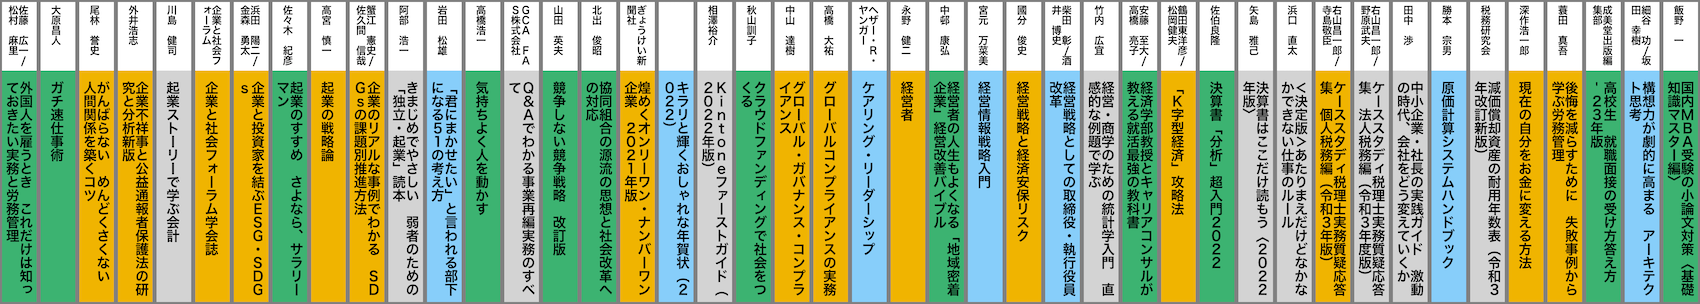 飯野 一
国内MBA受験の小論文対策〈基礎
知識マスター編〉
細谷 功/坂
田 幸樹
構想力が劇的に高まる アーキテク
ト思考
成美堂出版編
集部
高校生 就職面接の受け方答え方
'23年版
蓑田 真吾
後悔を減らすために 失敗事例から
学ぶ労務管理
深作浩一郎
現在の自分をお金に変える方法
税務研究会
減価償却資産の耐用年数表(令和3
年改訂新版)
勝本 宗男
原価計算システムハンドブック
田中 渉
中小企業・社長の実践ガイド 激動
の時代、会社をどう変えていくか
右山昌一郎/
野原武夫
ケーススタディ税理士実務質疑応答
集 法人税務編(令和3年度版)
右山昌一郎/
寺島敬臣
ケーススタディ税理士実務質疑応答
集 個人税務編(令和3年版)
浜口 直太
<決定版>あたりまえだけどなかな
かできない仕事のルール
矢島 雅己
決算書はここだけ読もう(2022
年版)
佐伯良隆
決算書「分析」超入門2022
鶴田東洋彦/
松岡健夫
「K字型経済」攻略法
安藤 至大/
高橋 亮子
経済学部教授とキャリアコンサルが
教える就活最強の教科書
竹内 広宜
経営・商学のための統計学入門 直
感的な例題で学ぶ
柴田 彰/酒
井 博史
経営戦略としての取締役・執行役員
改革
國分 俊史
経営戦略と経済安保リスク
宮元 万菜美
経営情報戦略入門
中邨 康弘
経営者の人生もよくなる「地域密着
企業」経営改善バイブル
永野 健二
経営者
ヘザー・R・
ヤンガー
ケアリング・リーダーシップ
高橋 大祐
グローバルコンプライアンスの実務
中山 達樹
グローバル・ガバナンス・コンプラ
イアンス
秋山訓子
クラウドファンディングで社会をつ
くる
相澤裕介
Kintoneファーストガイド(
2022年版)
キラリと輝くおしゃれな年賀状(2
022)
ぎょうけい新
聞社
煌めくオンリーワン・ナンバーワン
企業 2021年版
北出 俊昭
協同組合の源流の思想と社会改革へ
の対応
山田 英夫
競争しない競争戦略 改訂版
GCA FA
S株式会社
Q&Aでわかる事業再編実務のすべ
て
高橋浩一
気持ちよく人を動かす
岩田 松雄
「君にまかせたい」と言われる部下
になる51の考え方
阿部 浩一
きまじめでやさしい 弱者のための
「独立・起業」読本
蟹江 憲史/
佐久間 信哉
企業のリアルな事例でわかる SD
Gsの課題別推進方法
高宮 慎一
起業の戦略論
佐々木 紀彦
起業のすすめ さよなら、サラリー
マン
浜田 陽二/
金森 勇太
企業と投資家を結ぶESG・SDG
s
企業と社会フ
ォーラム
企業と社会フォーラム学会誌
川島 健司
起業ストーリーで学ぶ会計
外井浩志
企業不祥事と公益通報者保護法の研
究と分析新版
尾林 誉史
がんばらない めんどくさくない
人間関係を築くコツ
大原昌人
ガチ速仕事術
佐藤 広一/
松村 麻里
外国人を雇うとき これだけは知っ
ておきたい実務と労務管理